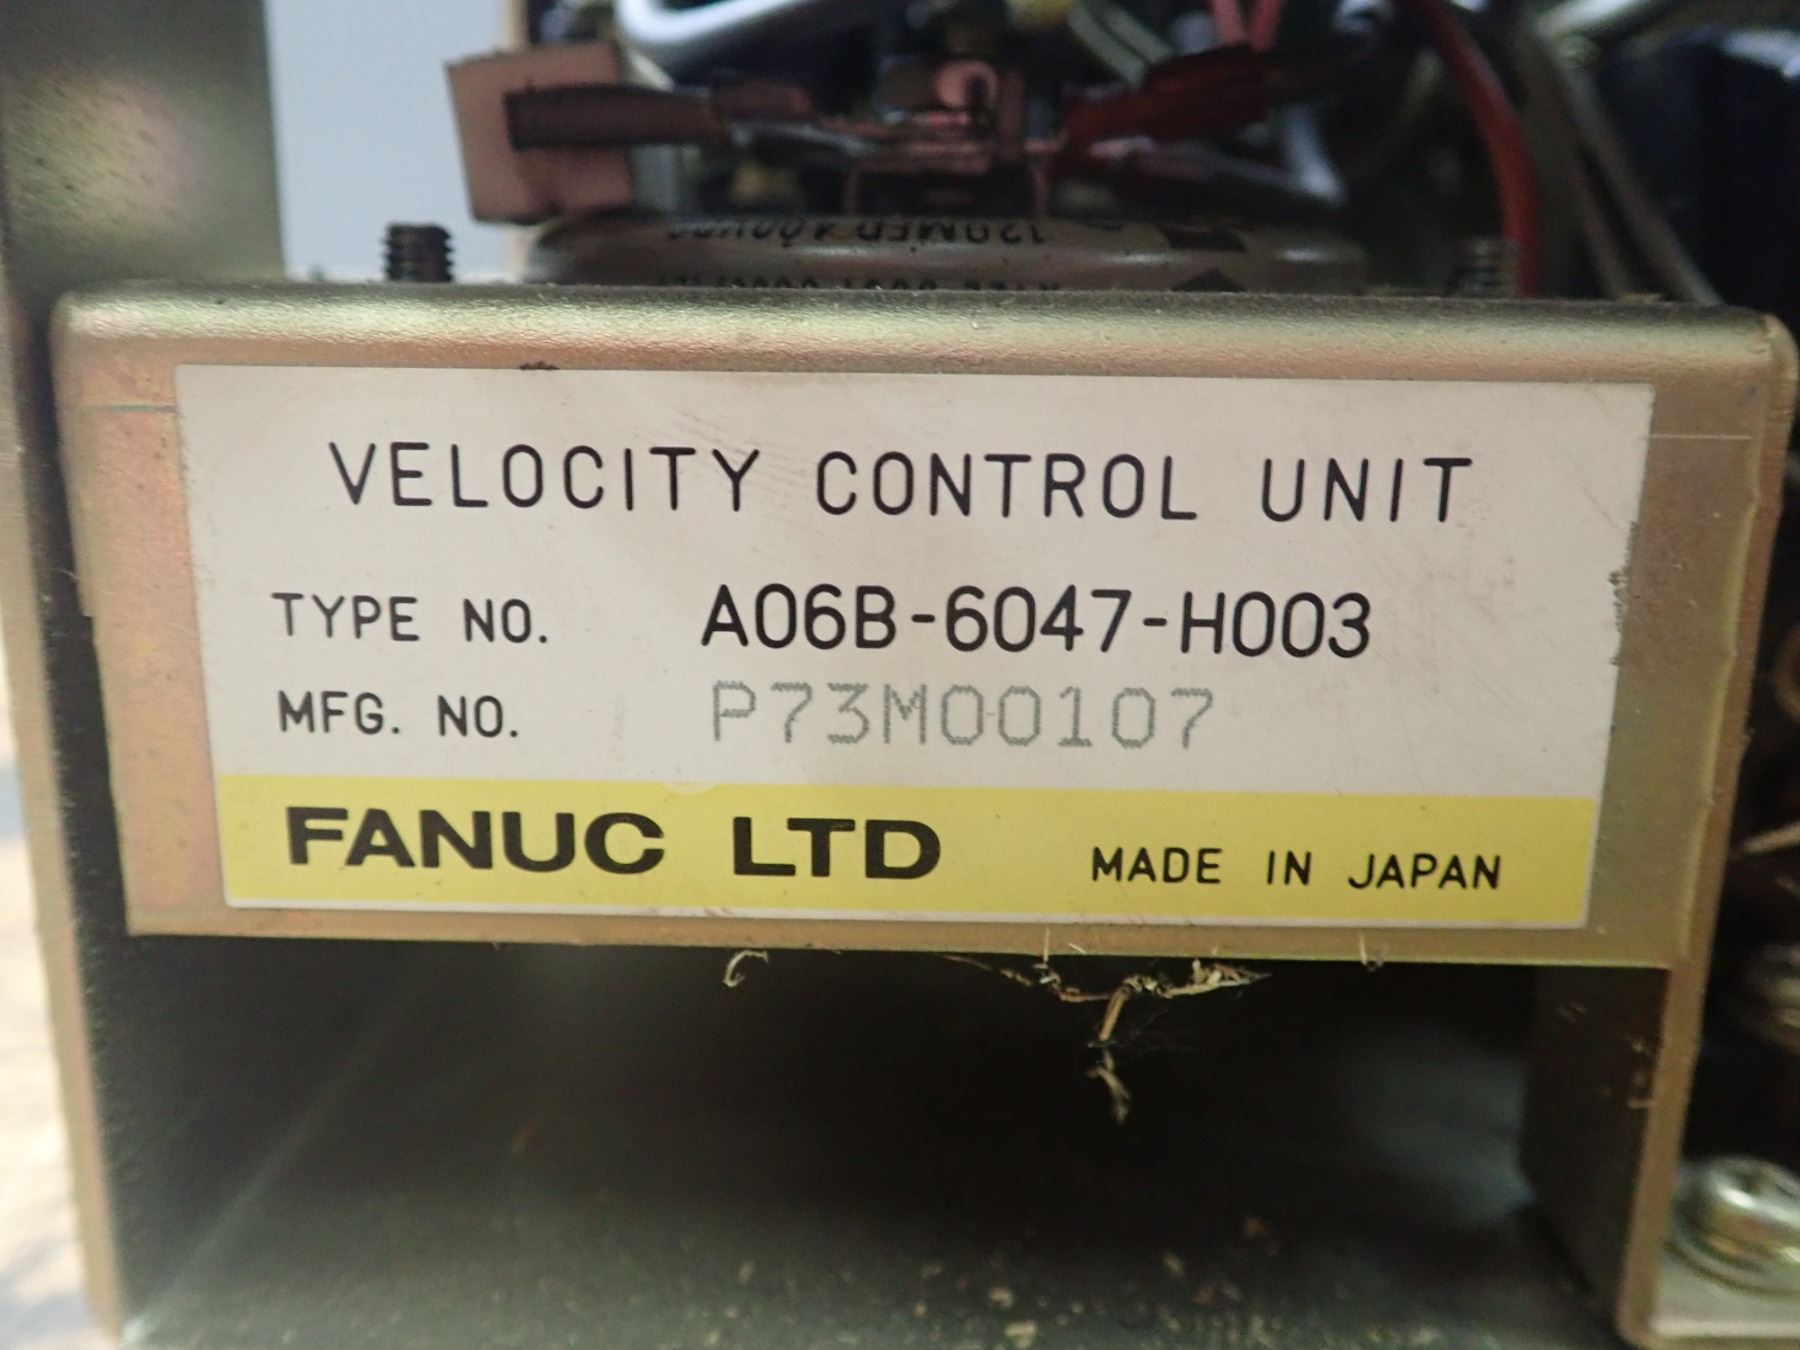 VELOCITY CONTROL UNIT
TYPE NO. A06B-6047-H003
MFG. NO. P73M00107
FANUC LTD MADE IN JAPAN